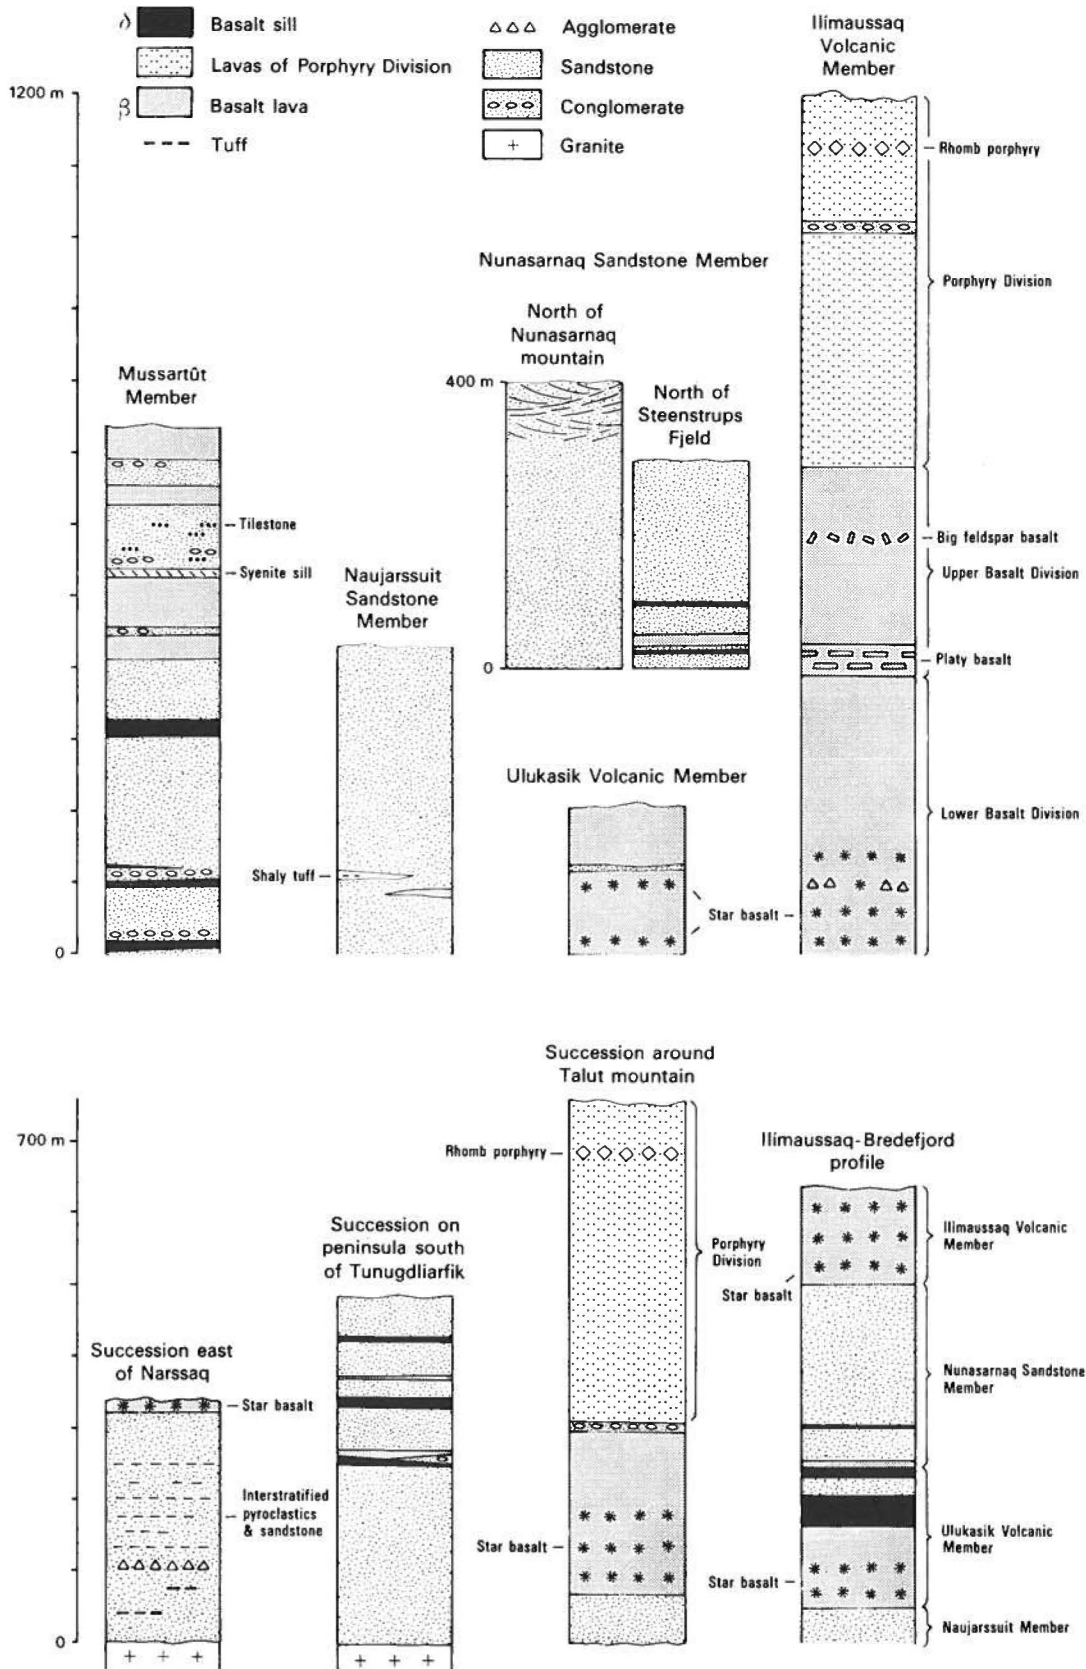 δ Basalt sill
Lavas of Porphyry Division
β Basalt lava
Tuff
Agglomerate
Sandstone
Conglomerate
+ Granite
Ilímaussaq
Volcanic
Member
1200 m
Rhomb porphyry
Porphyry Division
Big feldspar basalt
Upper Basalt Division
Platy basalt
Lower Basalt Division
Nunasarnaq Sandstone Member
North of
Nunasarnaq
mountain
400 m
0
North of
Steenstrups
Fjeld
Mussartût
Member
Tilestone
Syenite sill
Naujarssuit
Sandstone
Member
Shaly tuff
0
Ulukasik Volcanic Member
Star basalt
Succession around
Talut mountain
700 m
Rhomb porphyry
Porphyry
Division
Star basalt
Ilimaussaq-Bredefjord
profile
Ilimaussaq Volcanic
Member
Star basalt
Nunasarnaq Sandstone
Member
Ulukasik Volcanic
Member
Star basalt
Naujarssuit Member
Succession on
peninsula south
of Tunugdliarfik
Succession east
of Narssaq
Star basalt
Interstratified
pyroclastics
& sandstone
0
+ + +
+ + +